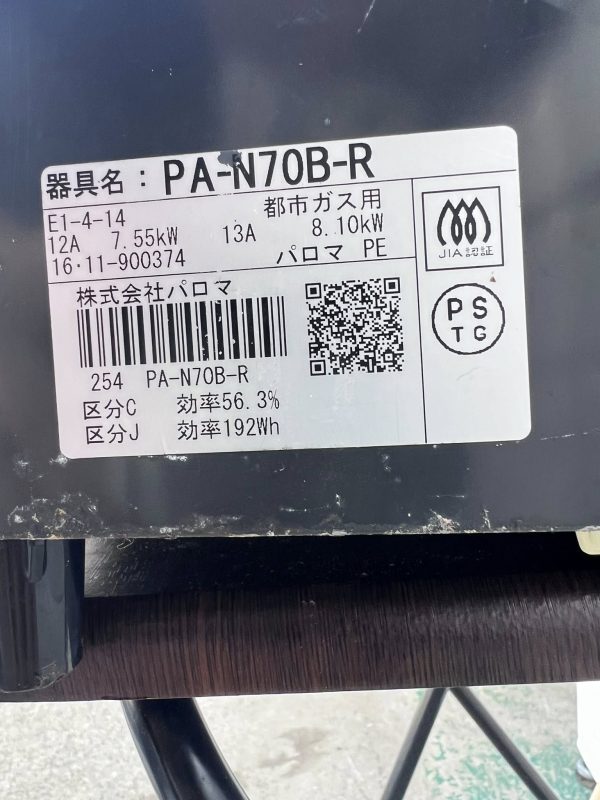 器具名：PA-N70B-R
E1-4-14 都市ガス用
12A 7.55kW 13A 8.10kW
16・11-900374 パロマ PE
JIA認証
株式会社パロマ
PS
TG
254 PA-N70B-R
区分C 効率56.3%
区分J 効率192Wh